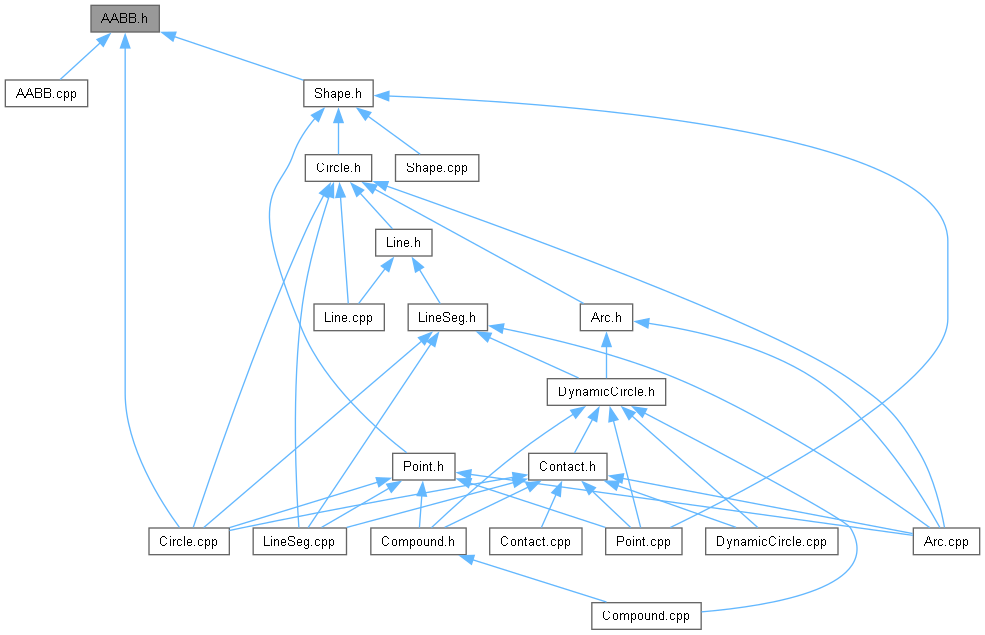 AABB.h
AABB.cpp
Shape.h
Circle.h
Shape.cpp
Line.h
Line.cpp
LineSeg.h
Arc.h
DynamicCircle.h
Point.h
Contact.h
Circle.cpp
LineSeg.cpp
Compound.h
Contact.cpp
Point.cpp
DynamicCircle.cpp
Arc.cpp
Compound.cpp